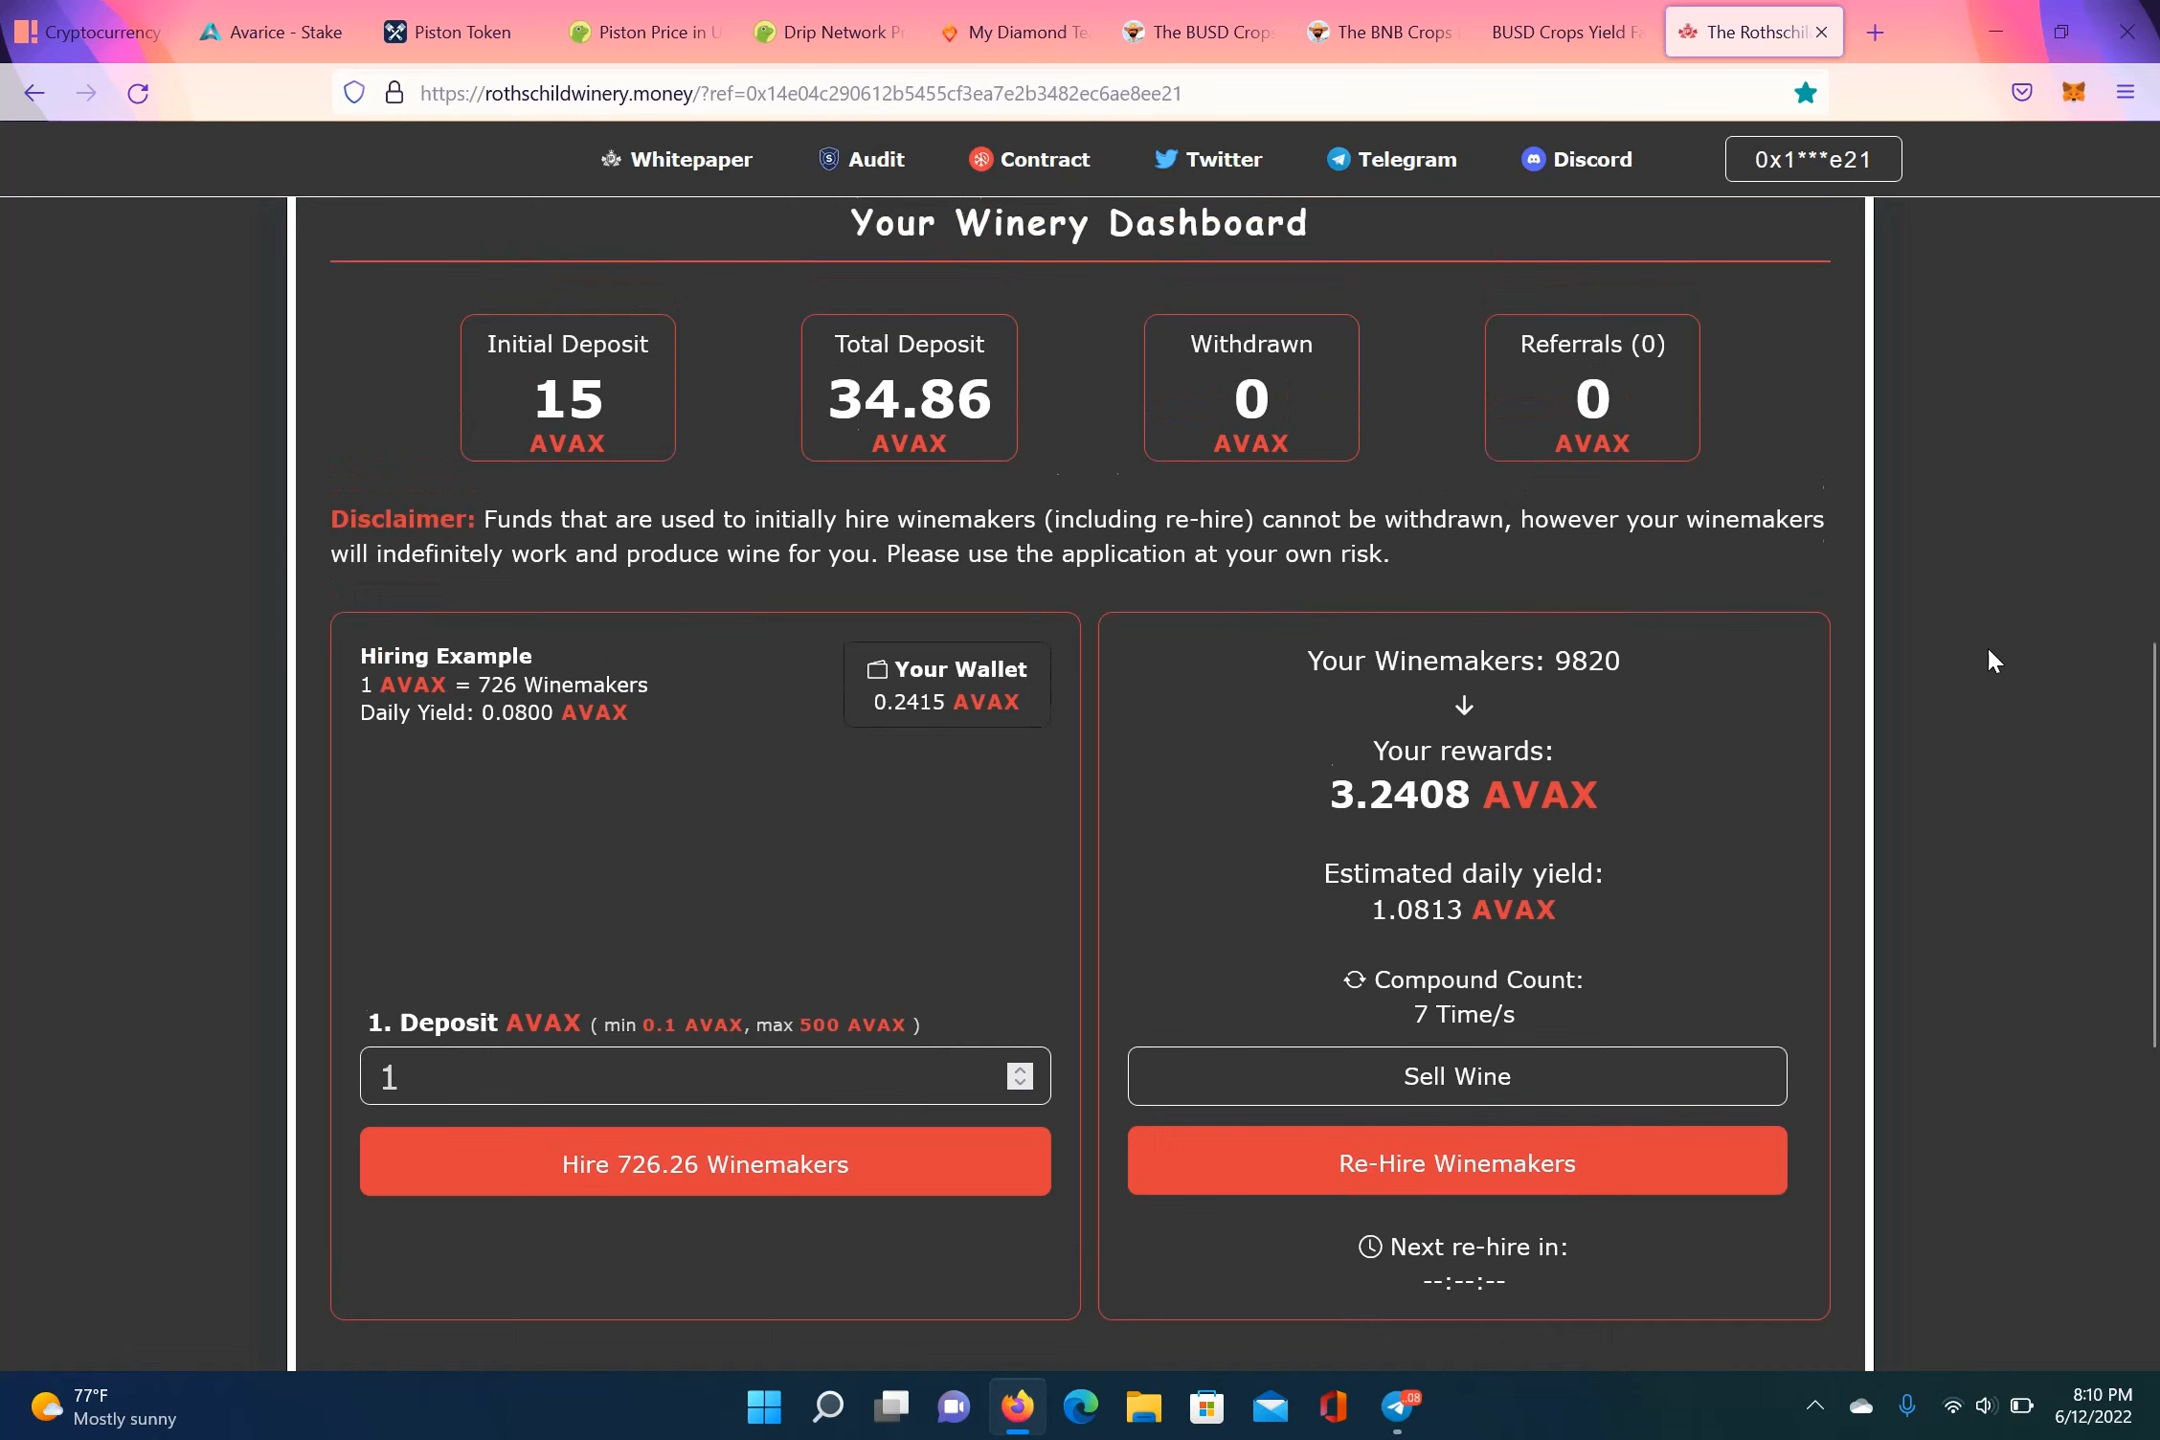 Cryptocurrency
Avarice - Stake
Piston Token
Piston Price in U
Drip Network Pr
My Diamond Te
The BUSD Crops
The BNB Crops
BUSD Crops Yield Fa
The Rothschil
https://rothschildwinery.money/?ref=0x14e04c290612b5455cf3ea7e2b3482ec6ae8ee21
Whitepaper
Audit
Contract
Twitter
Telegram
Discord
0x1***e21
Your Winery Dashboard
Initial Deposit
15
AVAX
Total Deposit
34.86
AVAX
Withdrawn
0
AVAX
Referrals (0)
0
AVAX
Disclaimer: Funds that are used to initially hire winemakers (including re-hire) cannot be withdrawn, however your winemakers
will indefinitely work and produce wine for you. Please use the application at your own risk.
Hiring Example
1 AVAX = 726 Winemakers
Daily Yield: 0.0800 AVAX
Your Wallet
0.2415 AVAX
1. Deposit AVAX ( min 0.1 AVAX, max 500 AVAX )
1
Hire 726.26 Winemakers
Your Winemakers: 9820
Your rewards:
3.2408 AVAX
Estimated daily yield:
1.0813 AVAX
Compound Count:
7 Time/s
Sell Wine
Re-Hire Winemakers
Next re-hire in:
--:--:--
77°F
Mostly sunny
8:10 PM
6/12/2022